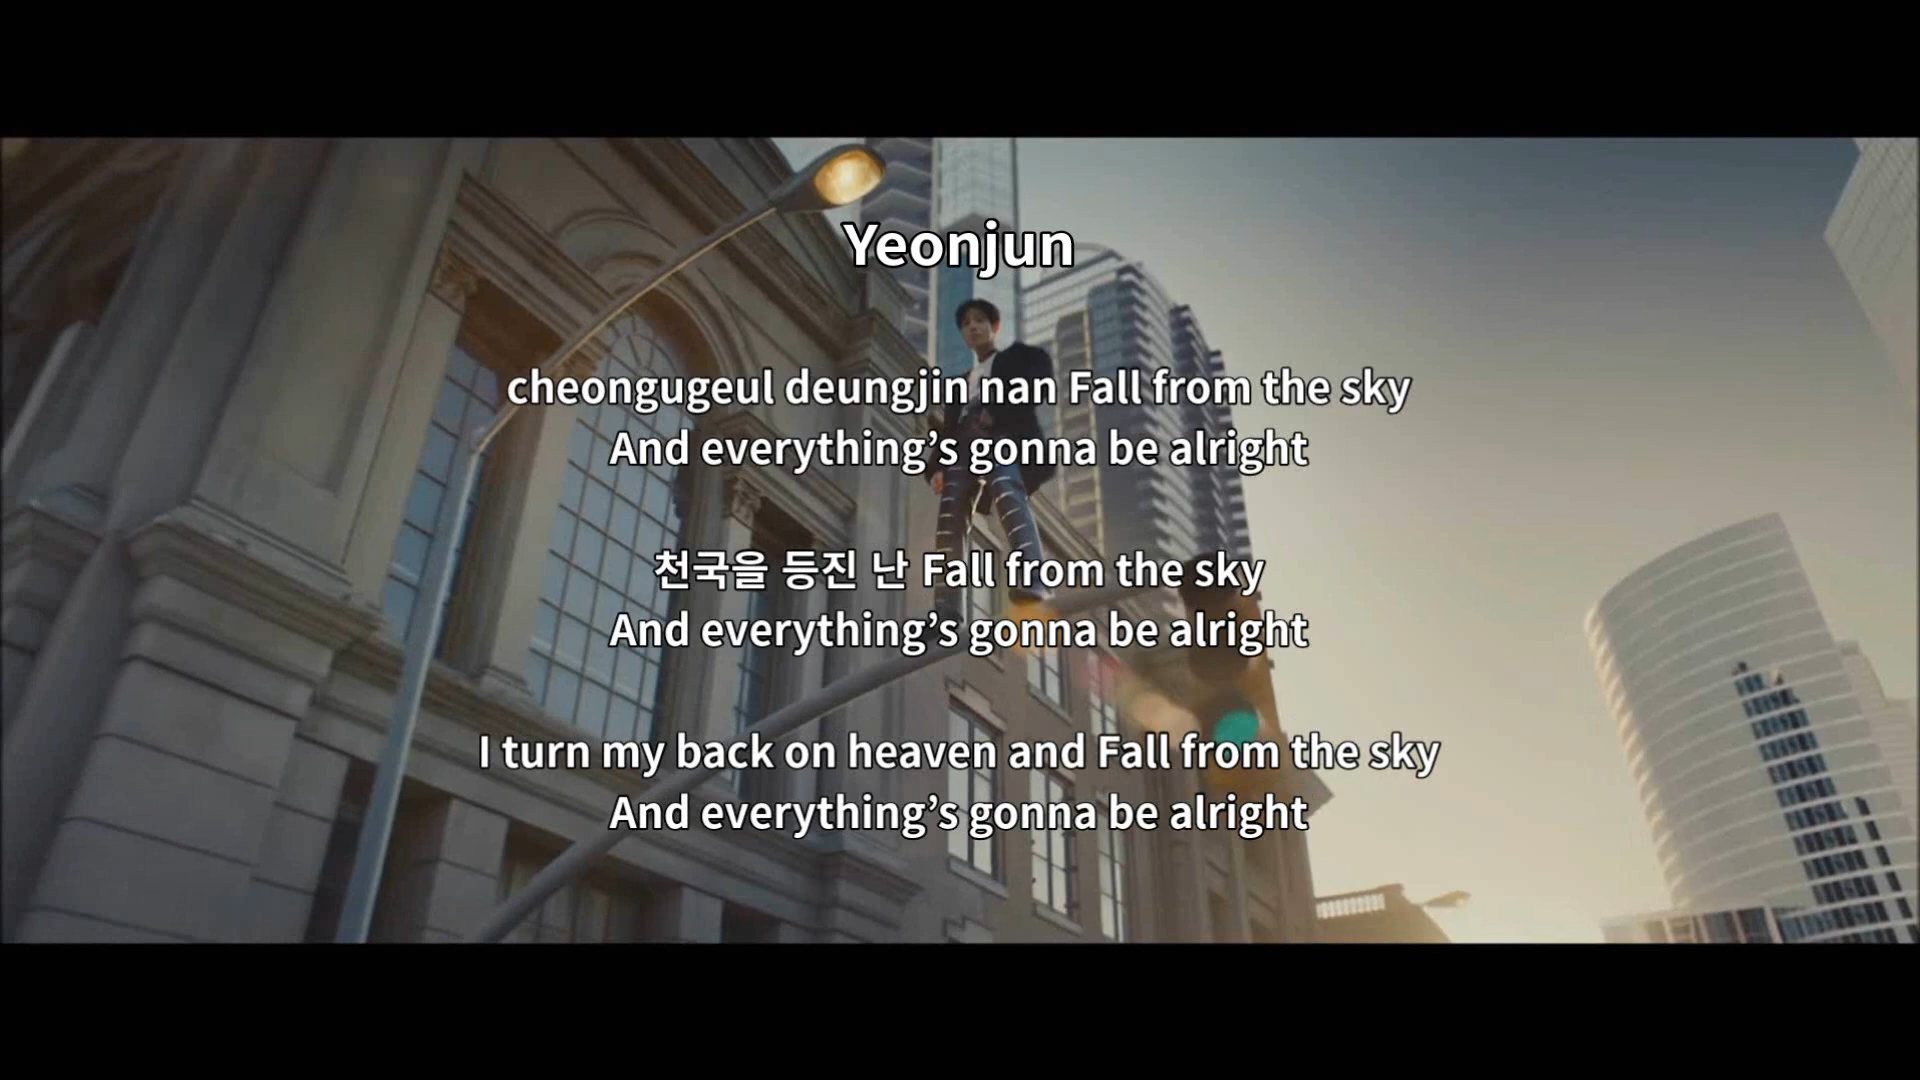 Yeonjun
cheongugeul deungjin nan Fall from the sky
And everything’s gonna be alright
천국을 등진 난 Fall from the sky
And everything’s gonna be alright
I turn my back on heaven and Fall from the sky
And everything’s gonna be alright